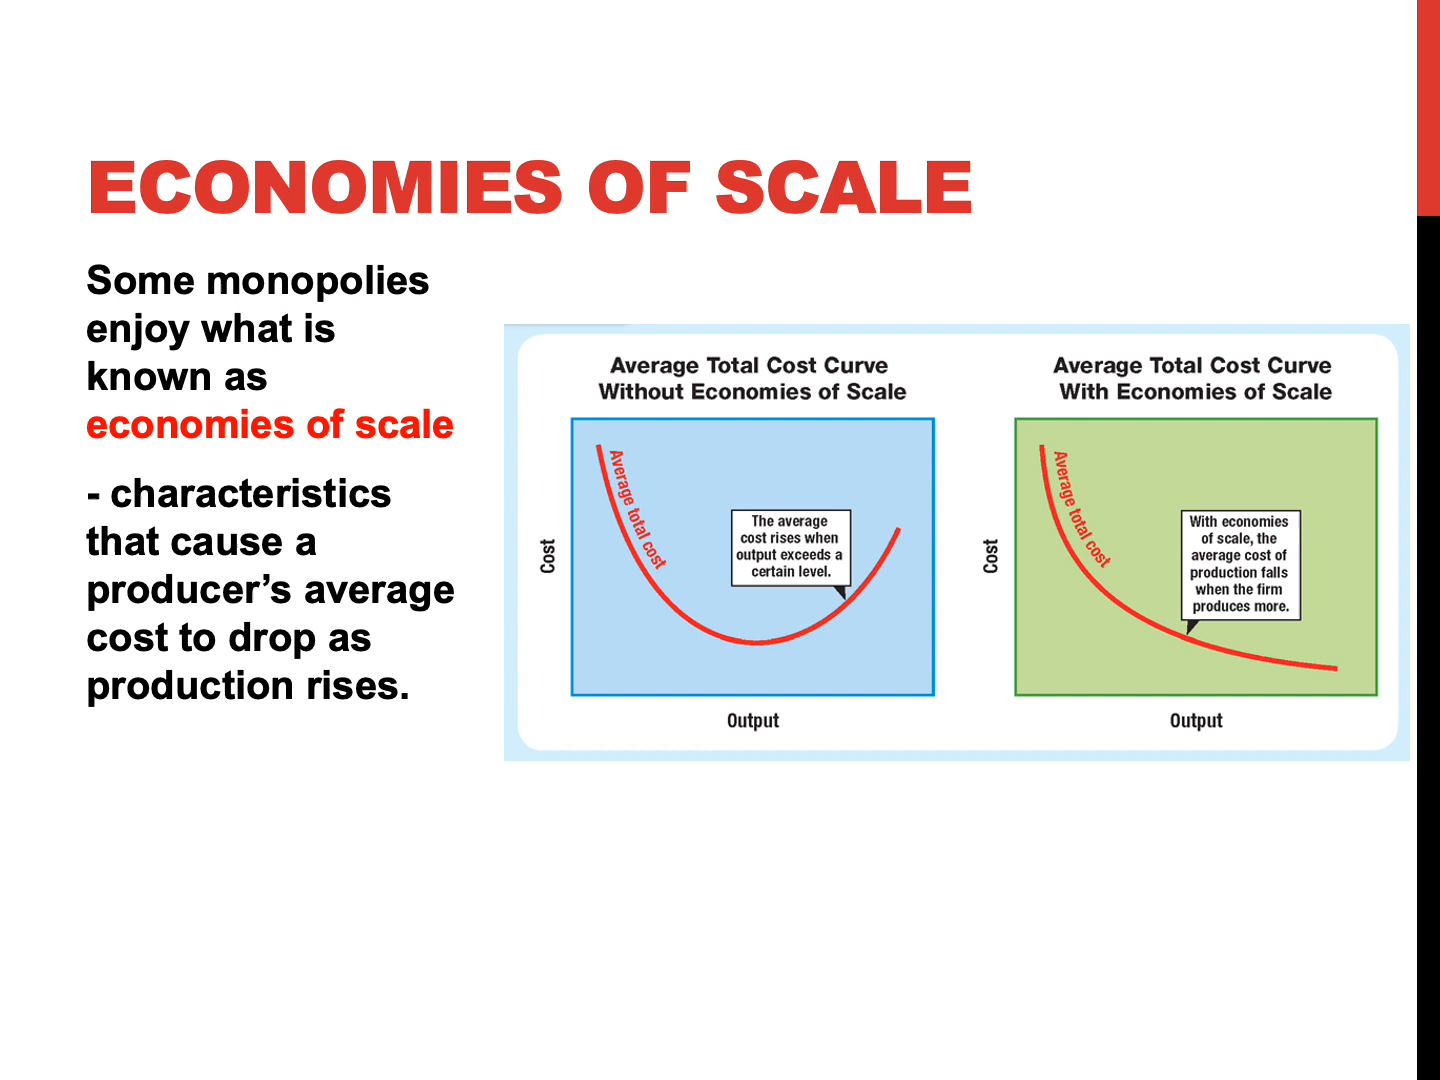 ECONOMIES OF SCALE
Some monopolies
enjoy what is
known as
economies of scale
- characteristics
that cause a
producer’s average
cost to drop as
production rises.
Average Total Cost Curve
Without Economies of Scale
Average total cost
The average
cost rises when
output exceeds a
certain level.
Cost
Output
Average Total Cost Curve
With Economies of Scale
Average total cost
With economies
of scale, the
average cost of
production falls
when the firm
produces more.
Cost
Output